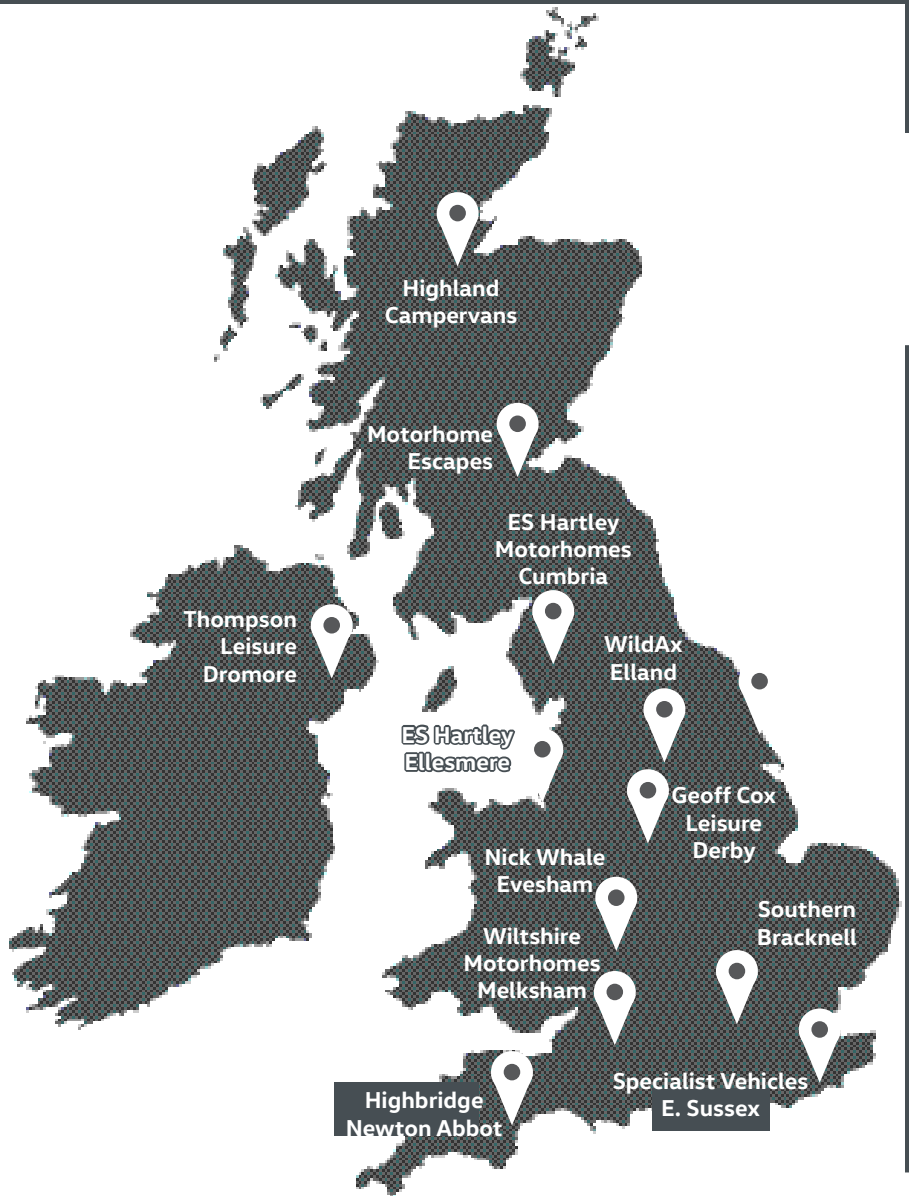 Highland
Campervans
Motorhome
Escapes
ES Hartley
Motorhomes
Cumbria
Thompson
Leisure
Dromore
WildAx
Elland
ES Hartley
Ellesmere
Geoff Cox
Leisure
Derby
Nick Whale
Evesham
Southern
Bracknell
Wiltshire
Motorhomes
Melksham
Specialist Vehicles
E. Sussex
Highbridge
Newton Abbot